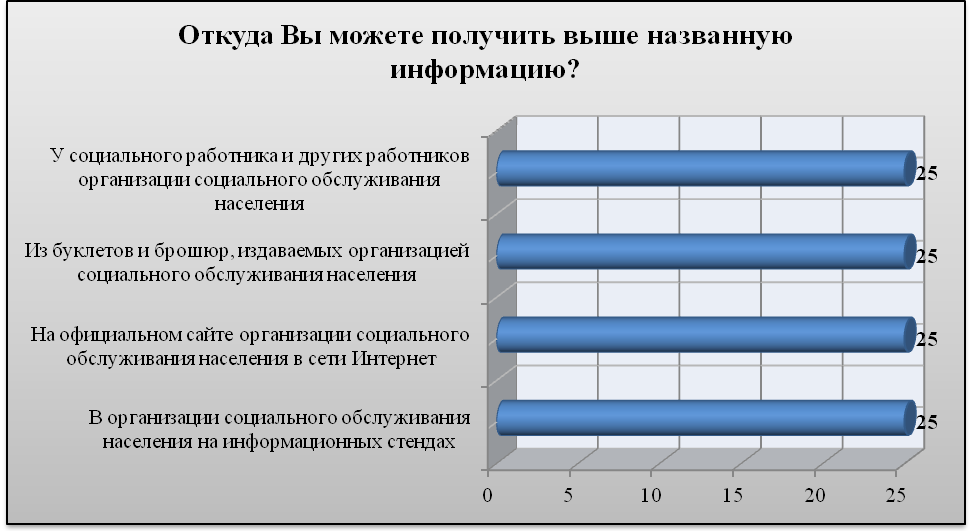 Откуда Вы можете получить выше названную
информацию?
У социального работника и других работников
организации социального обслуживания
населения
25
Из буклетов и брошюр, издаваемых организацией
социального обслуживания населения
25
На официальном сайте организации социального
обслуживания населения в сети Интернет
25
В организации социального обслуживания
населения на информационных стендах
25
0 5 10 15 20 25